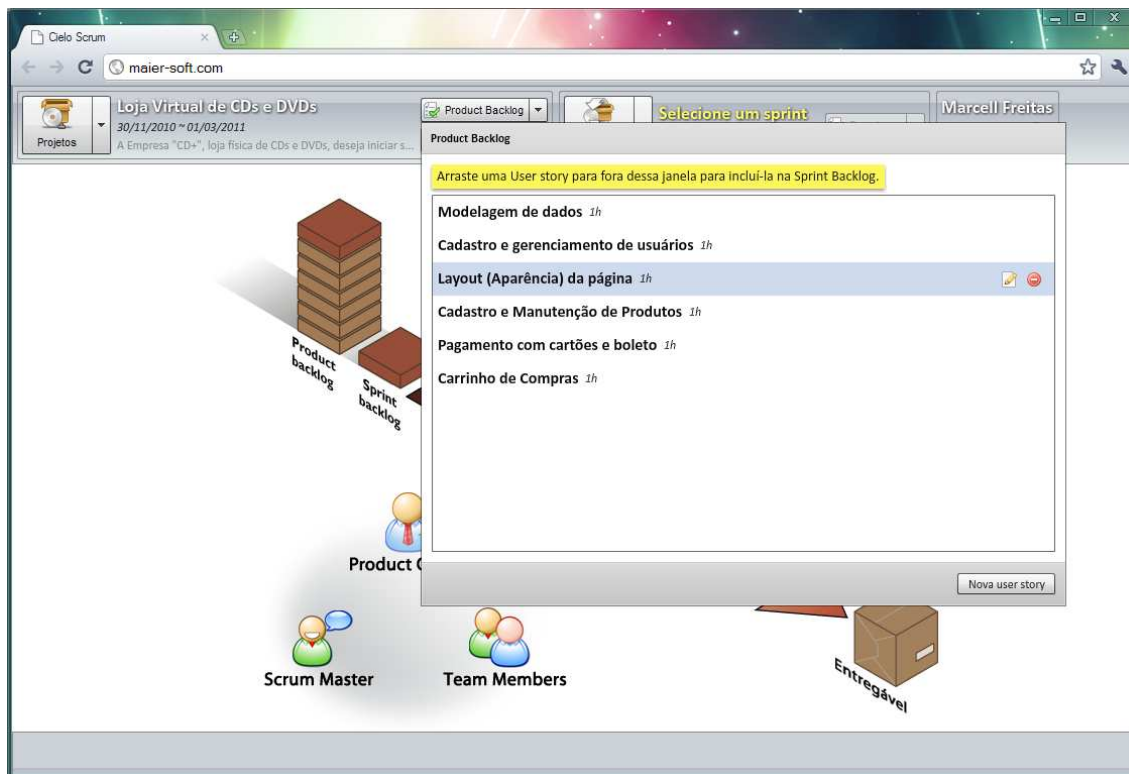 Cielo Scrum
maier-soft.com
Projetos
Loja Virtual de CDs e DVDs
30/11/2010 ~ 01/03/2011
A Empresa "CD+", loja física de CDs e DVDs, deseja iniciar s...
Product Backlog
Selecione um sprint
Marcell Freitas
Product Backlog
Arraste uma User story para fora dessa janela para incluí-la na Sprint Backlog.
Modelagem de dados 1h
Cadastro e gerenciamento de usuários 1h
Layout (Aparência) da página 1h
Cadastro e Manutenção de Produtos 1h
Pagamento com cartões e boleto 1h
Carrinho de Compras 1h
Nova user story
Product
backlog
Sprint
backlog
Product
Scrum Master
Team Members
Entregável